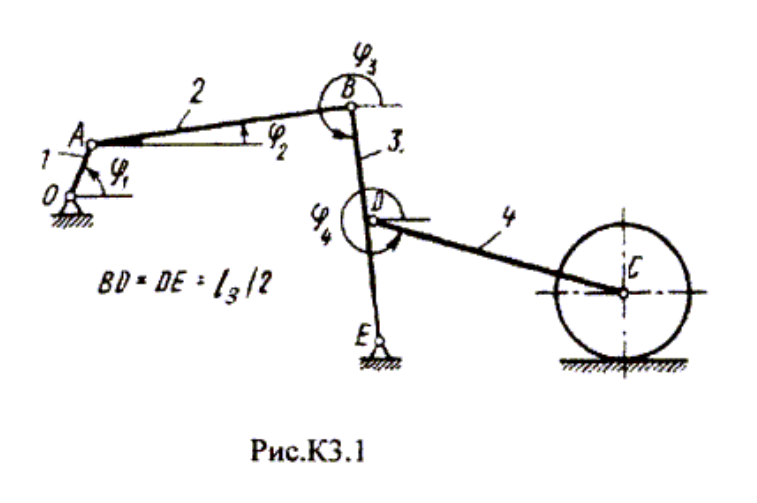 φ₃
B
2
A
φ₂
3.
1
φ₁
O
D
φ₄
4
C
BD = DE = l₃/2
E
Рис.К3.1